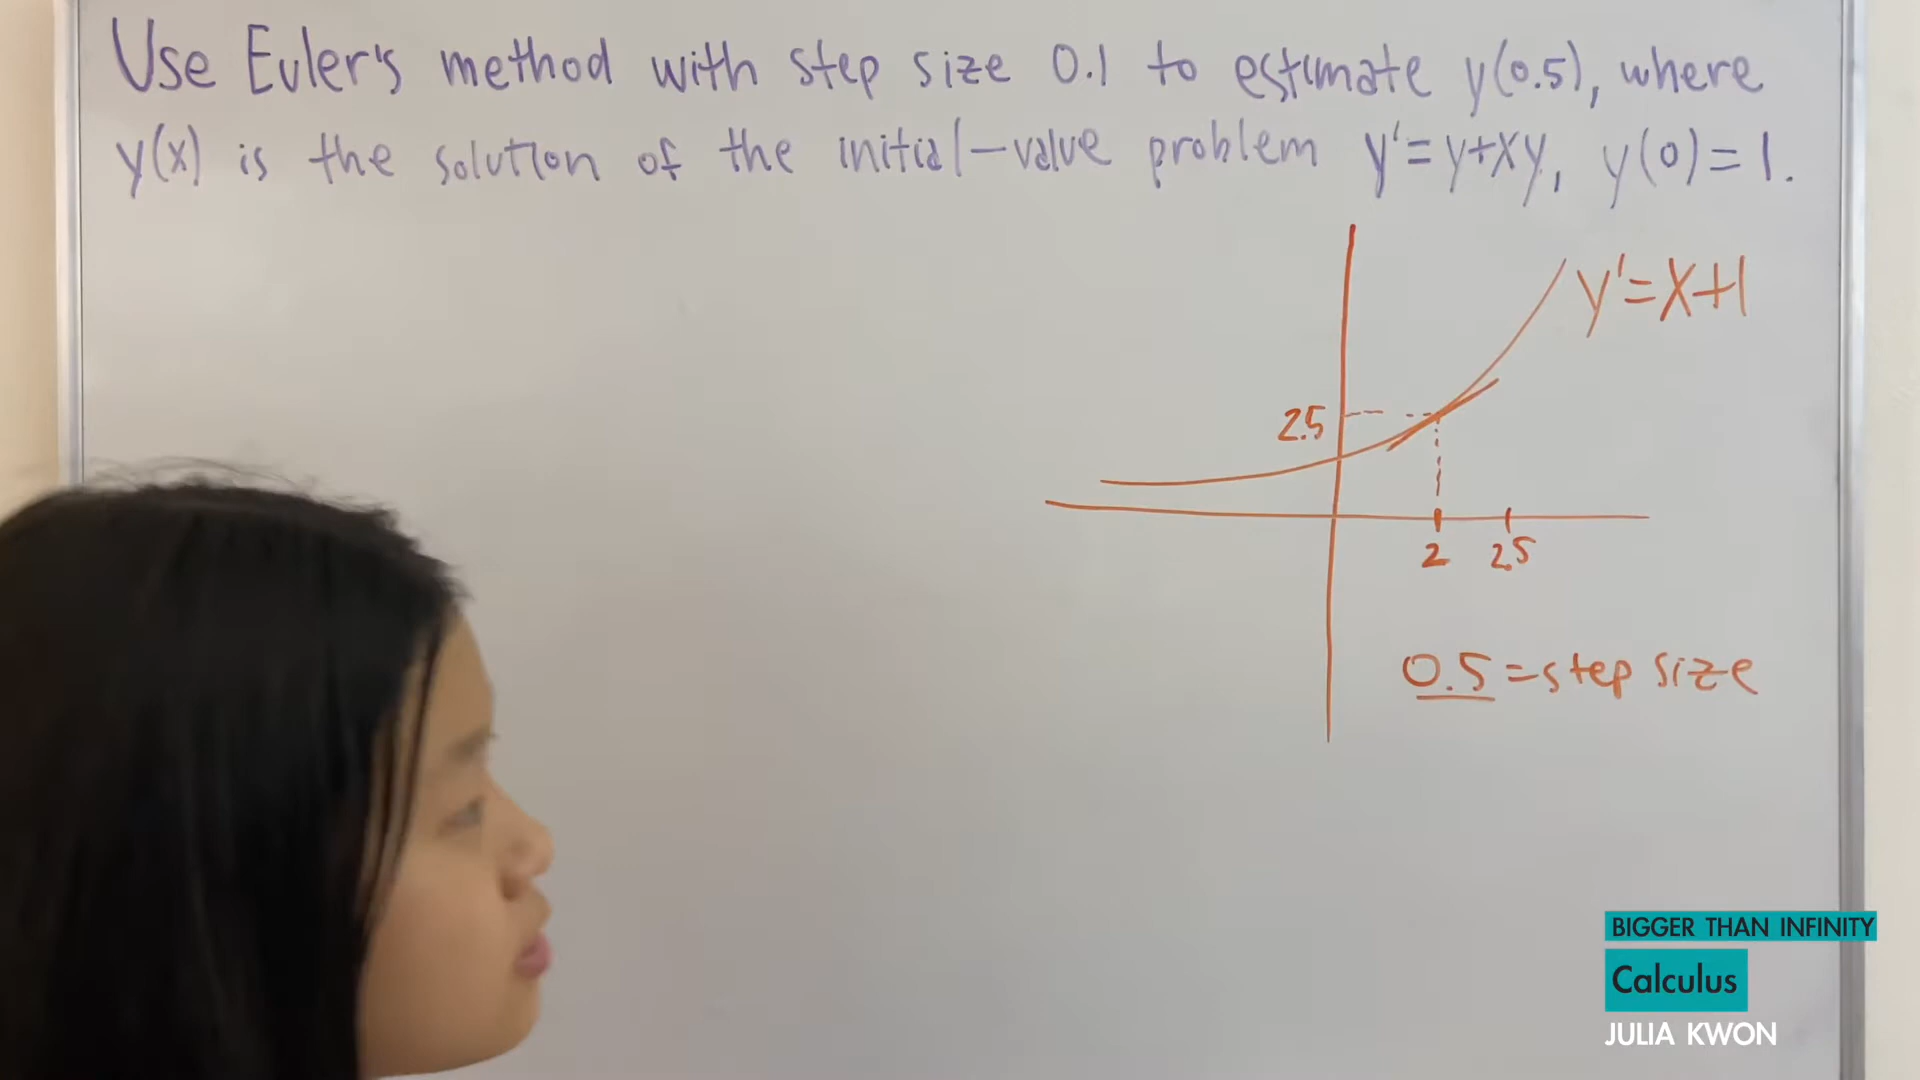 Use Euler's method with step size 0.1 to estimate y(0.5), where
y(x) is the solution of the initial-value problem y'=y+xy, y(0)=1.
y'=x+1
2.5
2 2.5
0.5=step size
BIGGER THAN INFINITY
Calculus
JULIA KWON